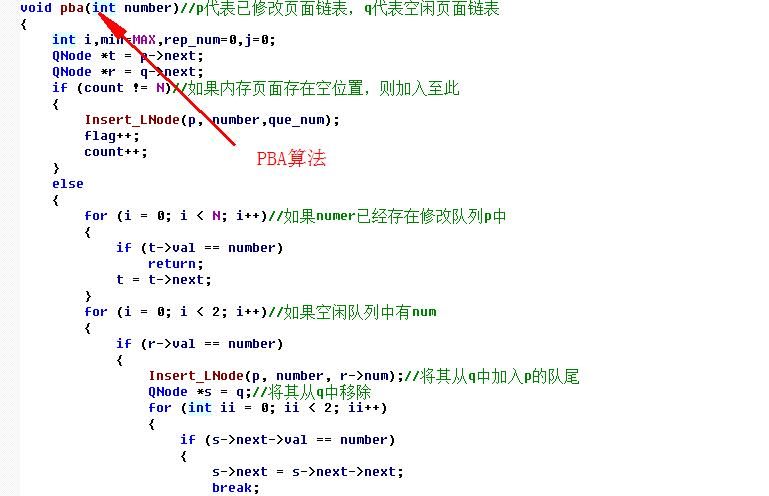 void pba(int number)//p代表已修改页面链表，q代表空闲页面链表
{
    int i,min=MAX,rep_num=0,j=0;
    QNode *t = p->next;
    QNode *r = q->next;
    if (count != N)//如果内存页面存在空位置，则加入至此
    {
        Insert_LNode(p, number,que_num);
        flag++;
        count++;
    }
PBA算法
    else
    {
        for (i = 0; i < N; i++)//如果numer已经存在修改队列p中
        {
            if (t->val == number)
                return;
            t = t->next;
        }
        for (i = 0; i < 2; i++)//如果空闲队列中有num
        {
            if (r->val == number)
            {
                Insert_LNode(p, number, r->num);//将其从q中加入p的队尾
                QNode *s = q;//将其从q中移除
                for (int ii = 0; ii < 2; ii++)
                {
                    if (s->next->val == number)
                    {
                        s->next = s->next->next;
                        break;